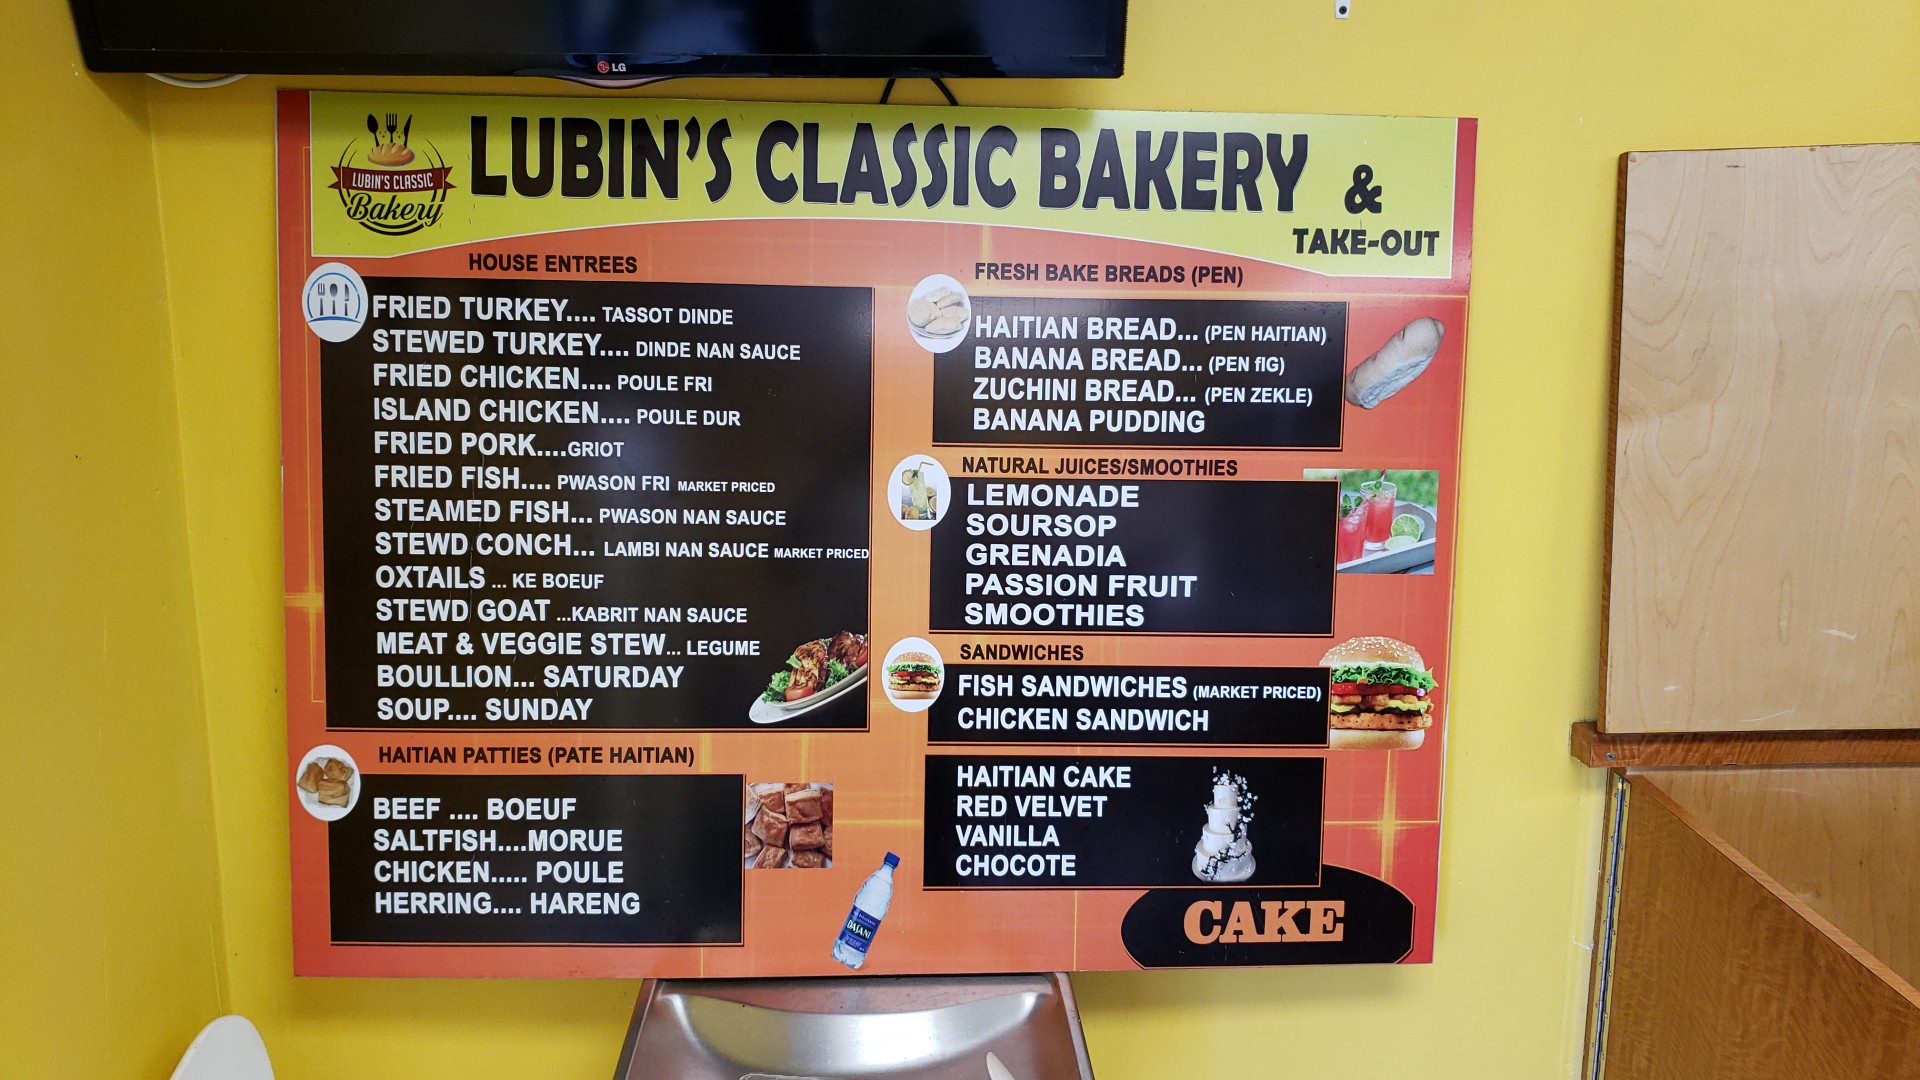 LG
LUBIN'S CLASSIC
Bakery
LUBIN'S CLASSIC BAKERY &
TAKE-OUT
HOUSE ENTREES
FRIED TURKEY.... TASSOT DINDE
STEWED TURKEY.... DINDE NAN SAUCE
FRIED CHICKEN.... POULE FRI
ISLAND CHICKEN.... POULE DUR
FRIED PORK....GRIOT
FRIED FISH.... PWASON FRI MARKET PRICED
STEAMED FISH... PWASON NAN SAUCE
STEWD CONCH... LAMBI NAN SAUCE MARKET PRICED
OXTAILS ... KE BOEUF
STEWD GOAT ...KABRIT NAN SAUCE
MEAT & VEGGIE STEW... LEGUME
BOULLION... SATURDAY
SOUP.... SUNDAY
HAITIAN PATTIES (PATE HAITIAN)
BEEF .... BOEUF
SALTFISH....MORUE
CHICKEN..... POULE
HERRING.... HARENG
DASANI
FRESH BAKE BREADS (PEN)
HAITIAN BREAD... (PEN HAITIAN)
BANANA BREAD... (PEN fIG)
ZUCHINI BREAD... (PEN ZEKLE)
BANANA PUDDING
NATURAL JUICES/SMOOTHIES
LEMONADE
SOURSOP
GRENADIA
PASSION FRUIT
SMOOTHIES
SANDWICHES
FISH SANDWICHES (MARKET PRICED)
CHICKEN SANDWICH
HAITIAN CAKE
RED VELVET
VANILLA
CHOCOTE
CAKE